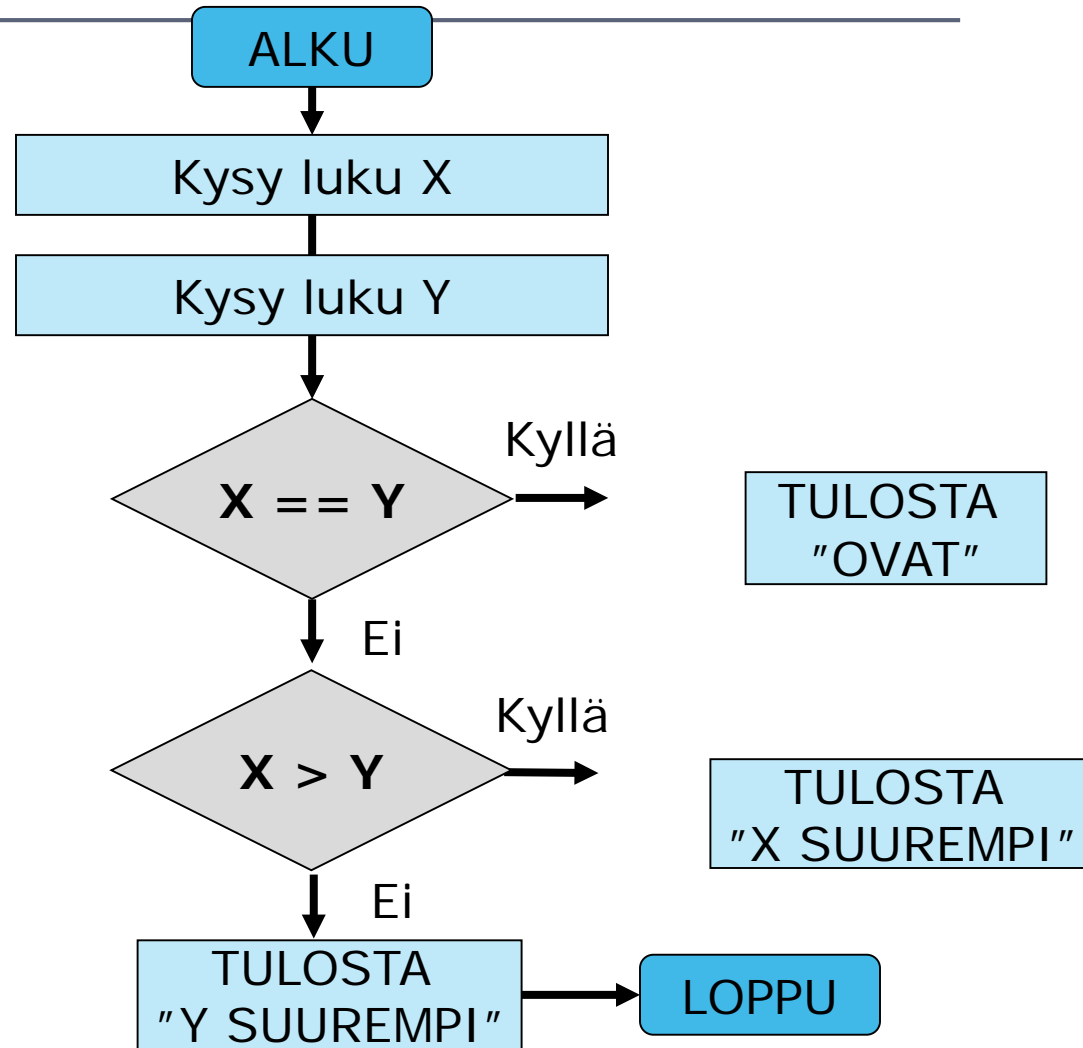 ALKU
Kysy luku X
Kysy luku Y
Kyllä
X == Y
TULOSTA
"OVAT"
Ei
Kyllä
X > Y
TULOSTA
"X SUUREMPI"
Ei
TULOSTA
"Y SUUREMPI"
LOPPU